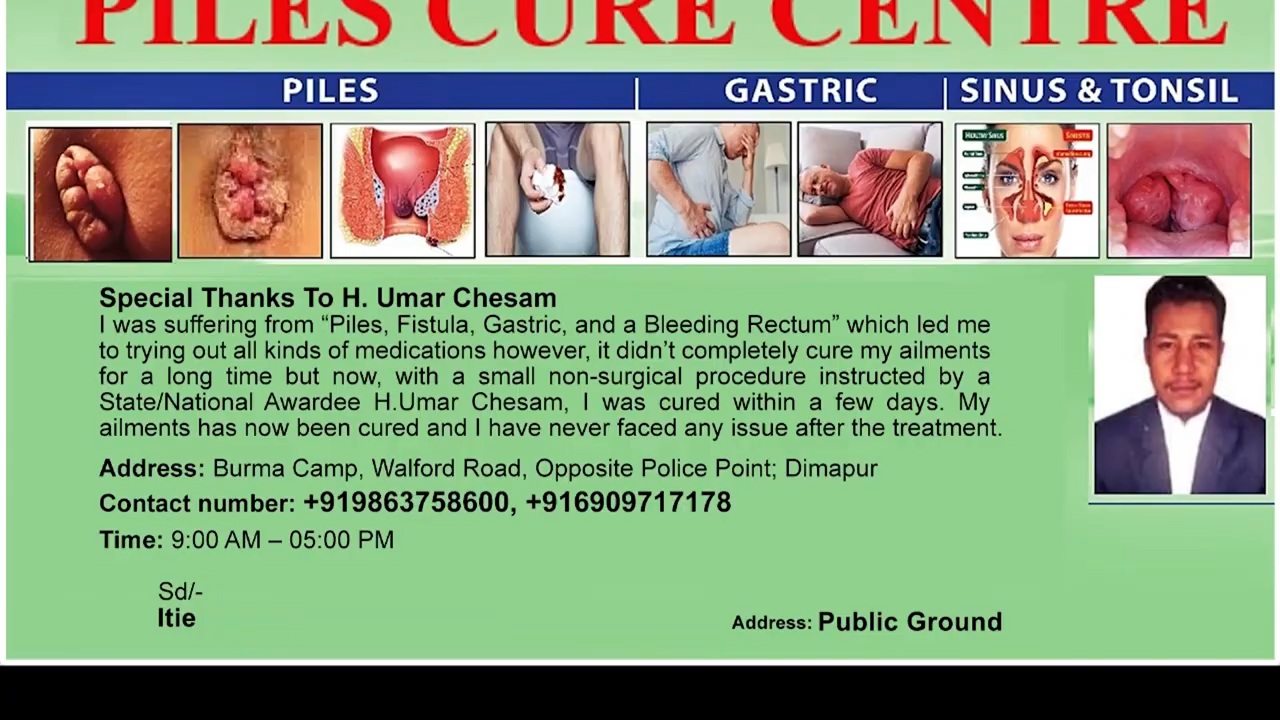 PILES CURE CENTRE
PILES | GASTRIC | SINUS & TONSIL
HEALTHY SINUS
SINUSITIS
Special Thanks To H. Umar Chesam
I was suffering from “Piles, Fistula, Gastric, and a Bleeding Rectum” which led me
to trying out all kinds of medications however, it didn’t completely cure my ailments
for a long time but now, with a small non-surgical procedure instructed by a
State/National Awardee H.Umar Chesam, I was cured within a few days. My
ailments has now been cured and I have never faced any issue after the treatment.
Address: Burma Camp, Walford Road, Opposite Police Point; Dimapur
Contact number: +919863758600, +916909717178
Time: 9:00 AM – 05:00 PM
Sd/-
Itie
Address: Public Ground